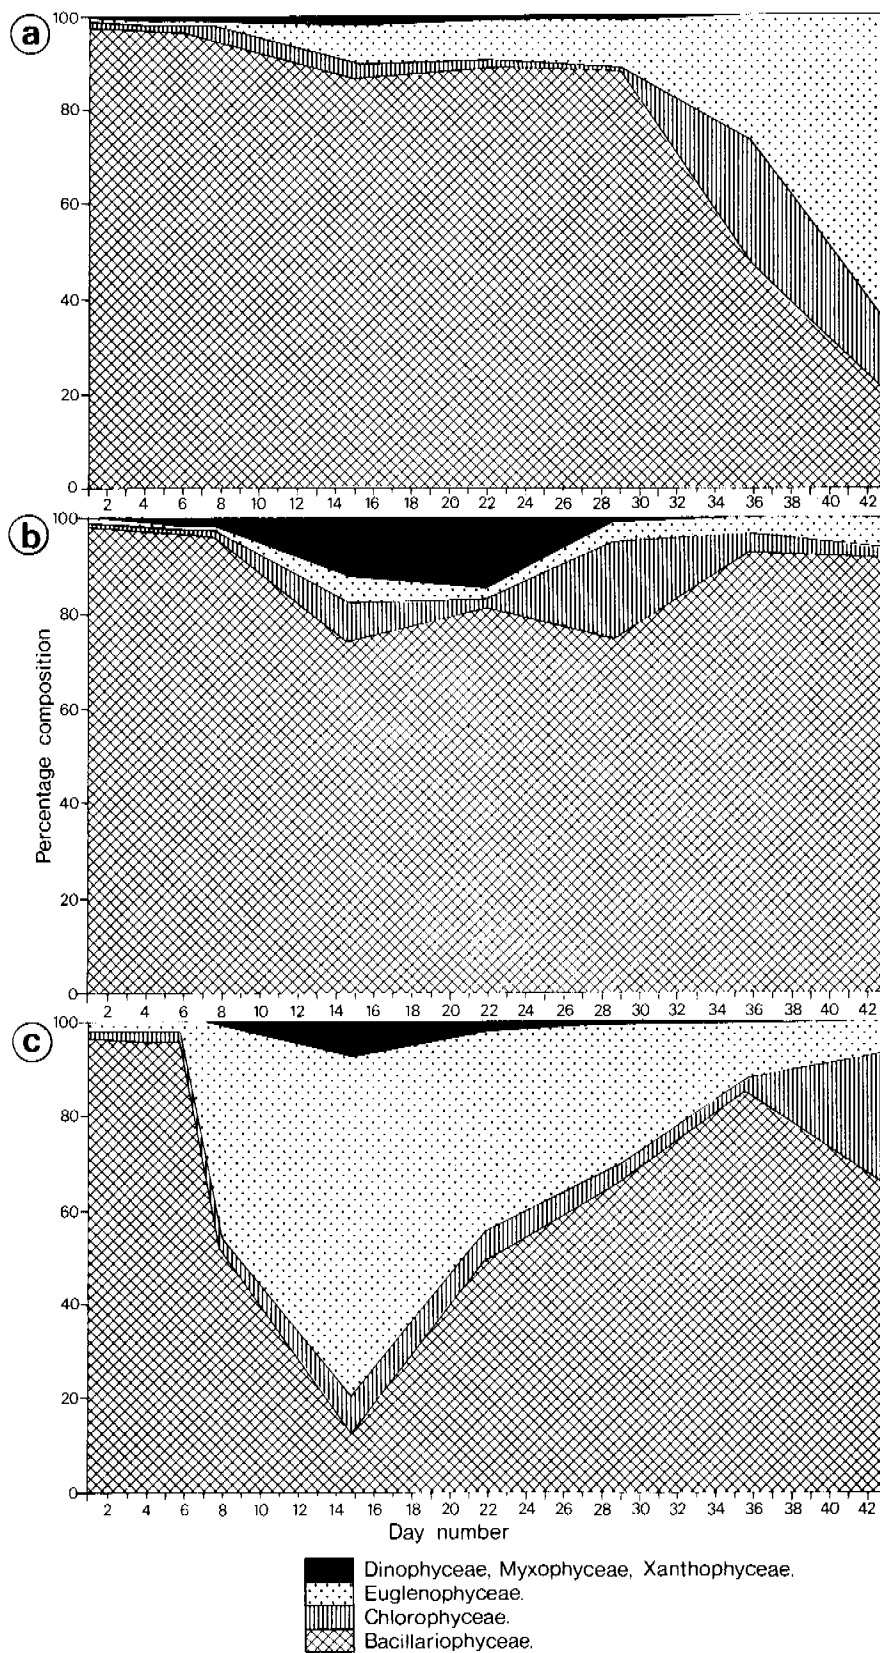 a
100
80
60
40
20
0
2 4 6 8 10 12 14 16 18 20 22 24 26 28 30 32 34 36 38 40 42
b
100
80
60
40
20
0
Percentage composition
2 4 6 8 10 12 14 16 18 20 22 24 26 28 30 32 34 36 38 40 42
c
100
80
60
40
20
0
2 4 6 8 10 12 14 16 18 20 22 24 26 28 30 32 34 36 38 40 42
Day number
Dinophyceae, Myxophyceae, Xanthophyceae.
Euglenophyceae.
Chlorophyceae.
Bacillariophyceae.